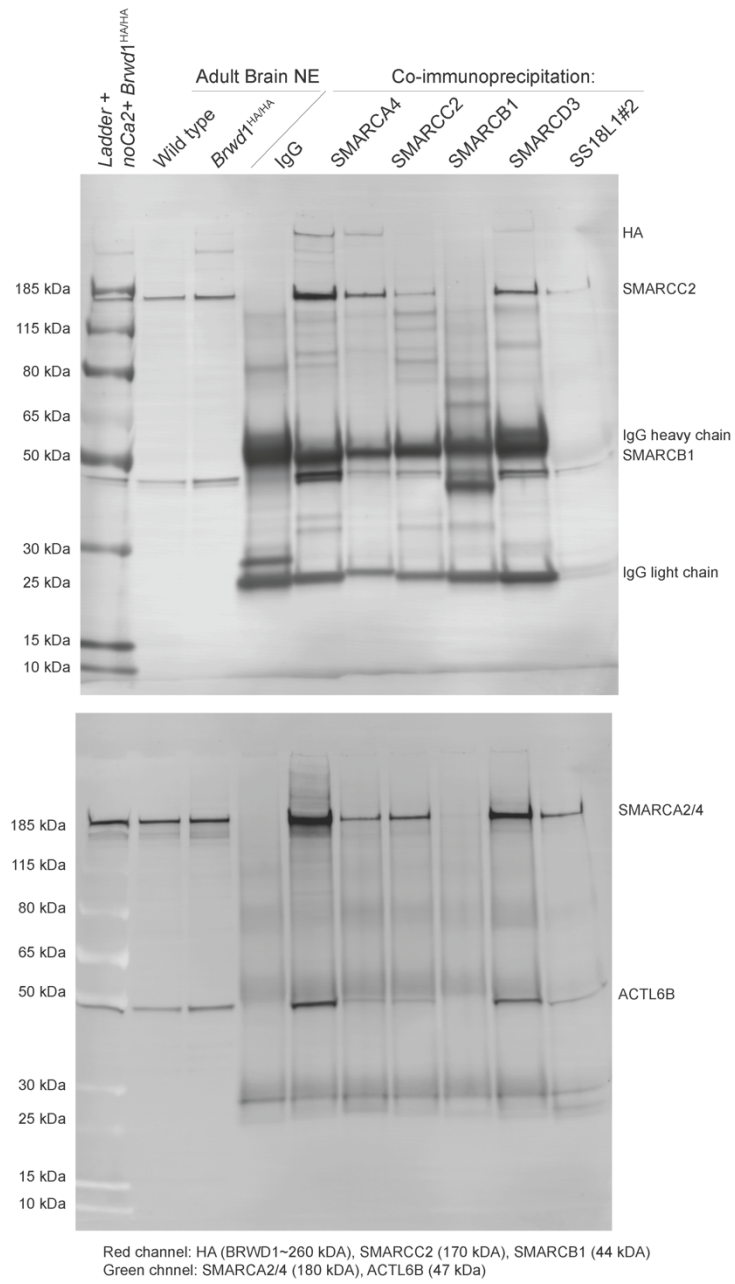 Ladder +
noCa2+ Brwd1HA/HA
Wild type
Adult Brain NE
Brwd1HA/HA
IgG
Co-immunoprecipitation:
SMARCA4
SMARCC2
SMARCB1
SMARCD3
SS18L1#2
HA
185 kDa
SMARCC2
115 kDa
80 kDa
65 kDa
IgG heavy chain
50 kDa
SMARCB1
30 kDa
25 kDa
IgG light chain
15 kDa
10 kDa
SMARCA2/4
185 kDa
115 kDa
80 kDa
65 kDa
50 kDa
ACTL6B
30 kDa
25 kDa
15 kDa
10 kDa
Red channel: HA (BRWD1~260 kDA), SMARCC2 (170 kDA), SMARCB1 (44 kDA)
Green chnnel: SMARCA2/4 (180 kDA), ACTL6B (47 kDa)